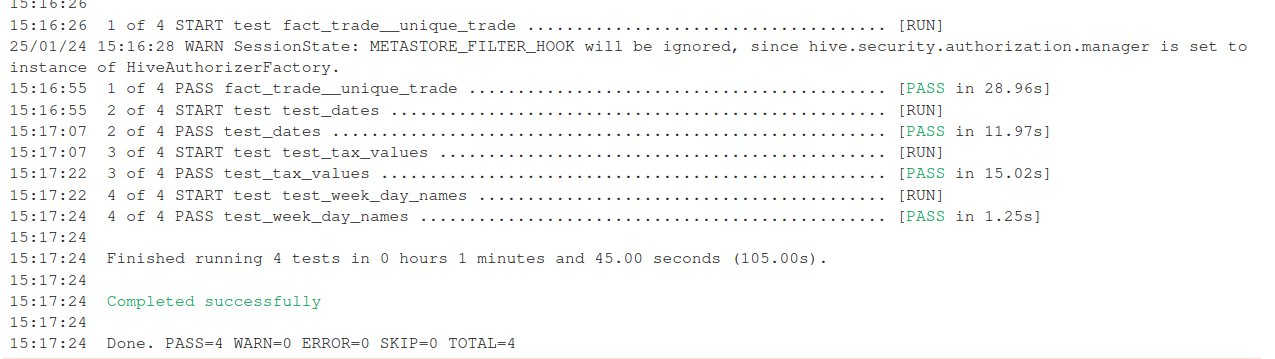 15:16:26
15:16:26  1 of 4 START test fact_trade__unique_trade ..................................... [RUN]
25/01/24 15:16:28 WARN SessionState: METASTORE_FILTER_HOOK will be ignored, since hive.security.authorization.manager is set to
instance of HiveAuthorizerFactory.
15:16:55  1 of 4 PASS fact_trade__unique_trade ........................................... [PASS in 28.96s]
15:16:55  2 of 4 START test test_dates ................................................... [RUN]
15:17:07  2 of 4 PASS test_dates ......................................................... [PASS in 11.97s]
15:17:07  3 of 4 START test test_tax_values .............................................. [RUN]
15:17:22  3 of 4 PASS test_tax_values .................................................... [PASS in 15.02s]
15:17:22  4 of 4 START test test_week_day_names .......................................... [RUN]
15:17:24  4 of 4 PASS test_week_day_names ................................................ [PASS in 1.25s]
15:17:24
15:17:24  Finished running 4 tests in 0 hours 1 minutes and 45.00 seconds (105.00s).
15:17:24
15:17:24  Completed successfully
15:17:24
15:17:24  Done. PASS=4 WARN=0 ERROR=0 SKIP=0 TOTAL=4